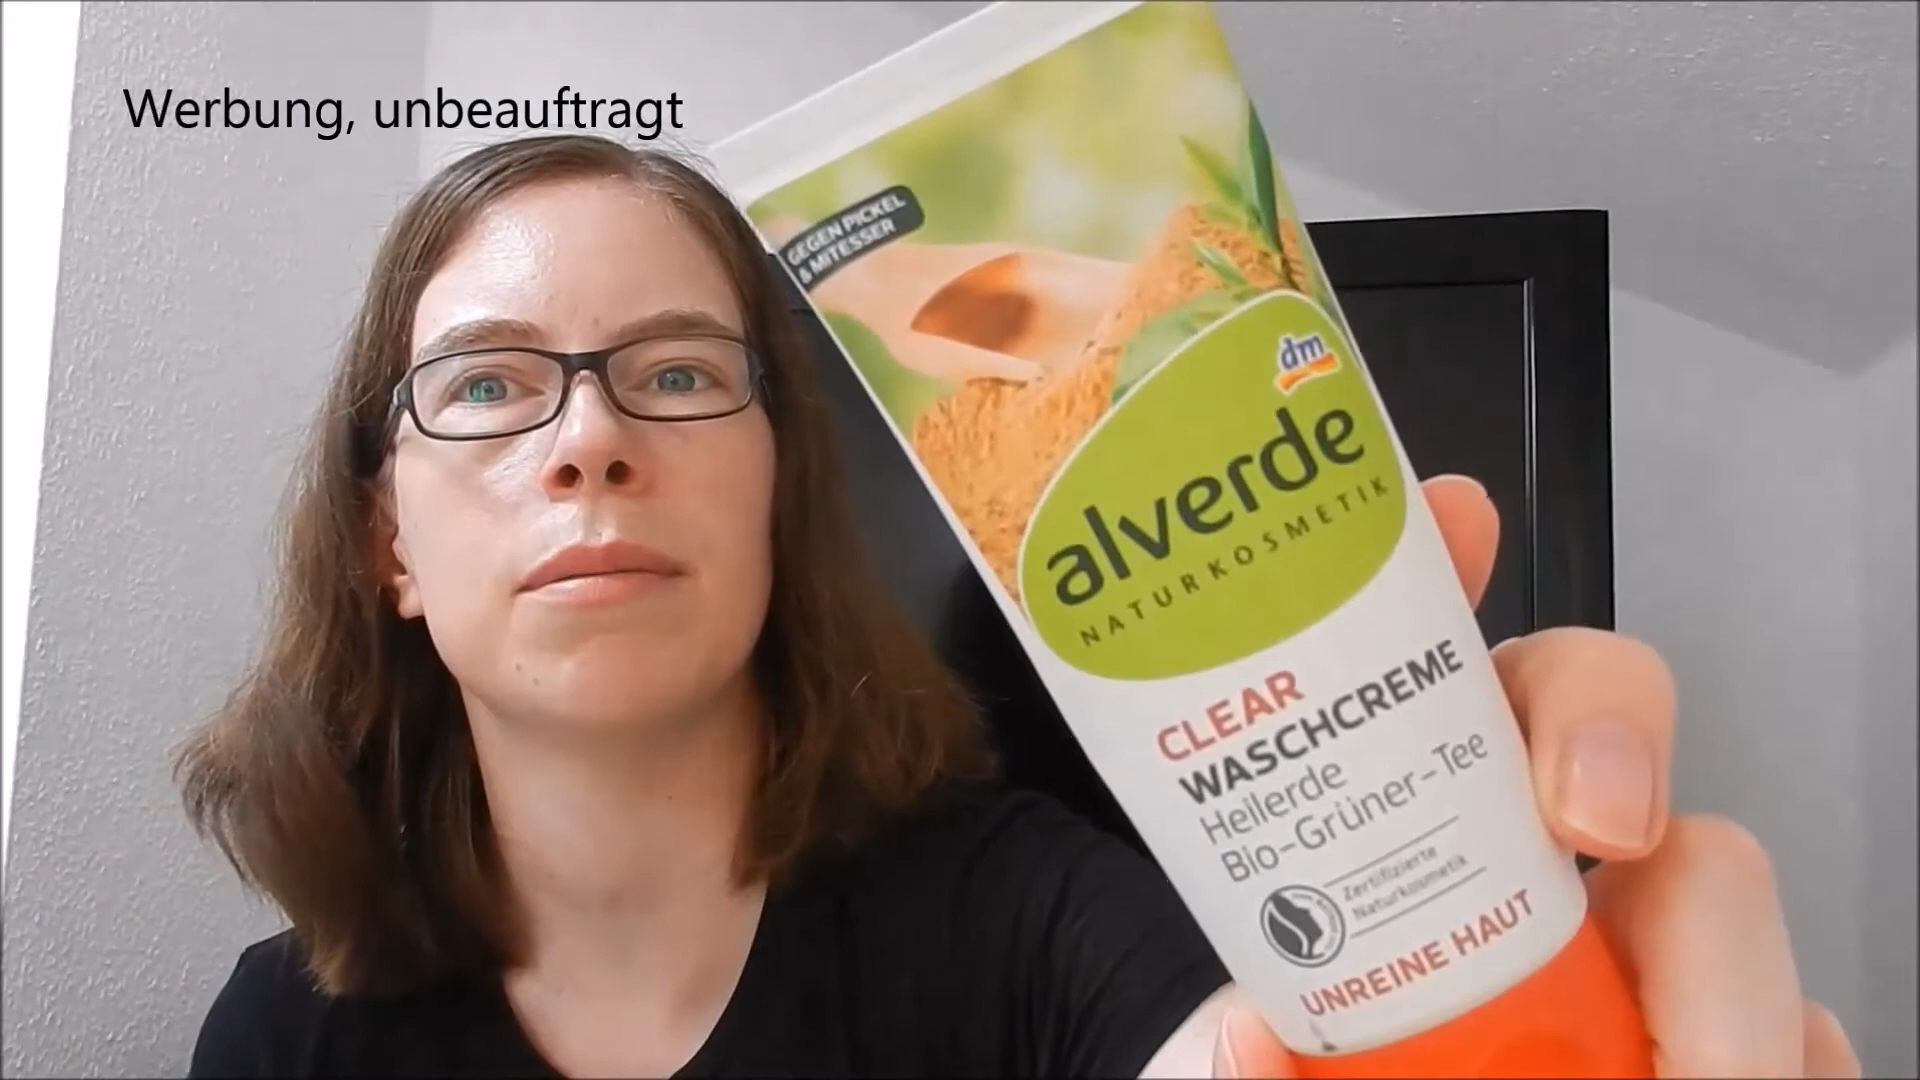 Werbung, unbeauftragt
GEGEN PICKEL
& MITESSER
dm
alverde
NATURKOSMETIK
CLEAR
WASCHCREME
Heilerde
Bio-Grüner-Tee
Zertifizierte
Naturkosmetik
UNREINE HAUT